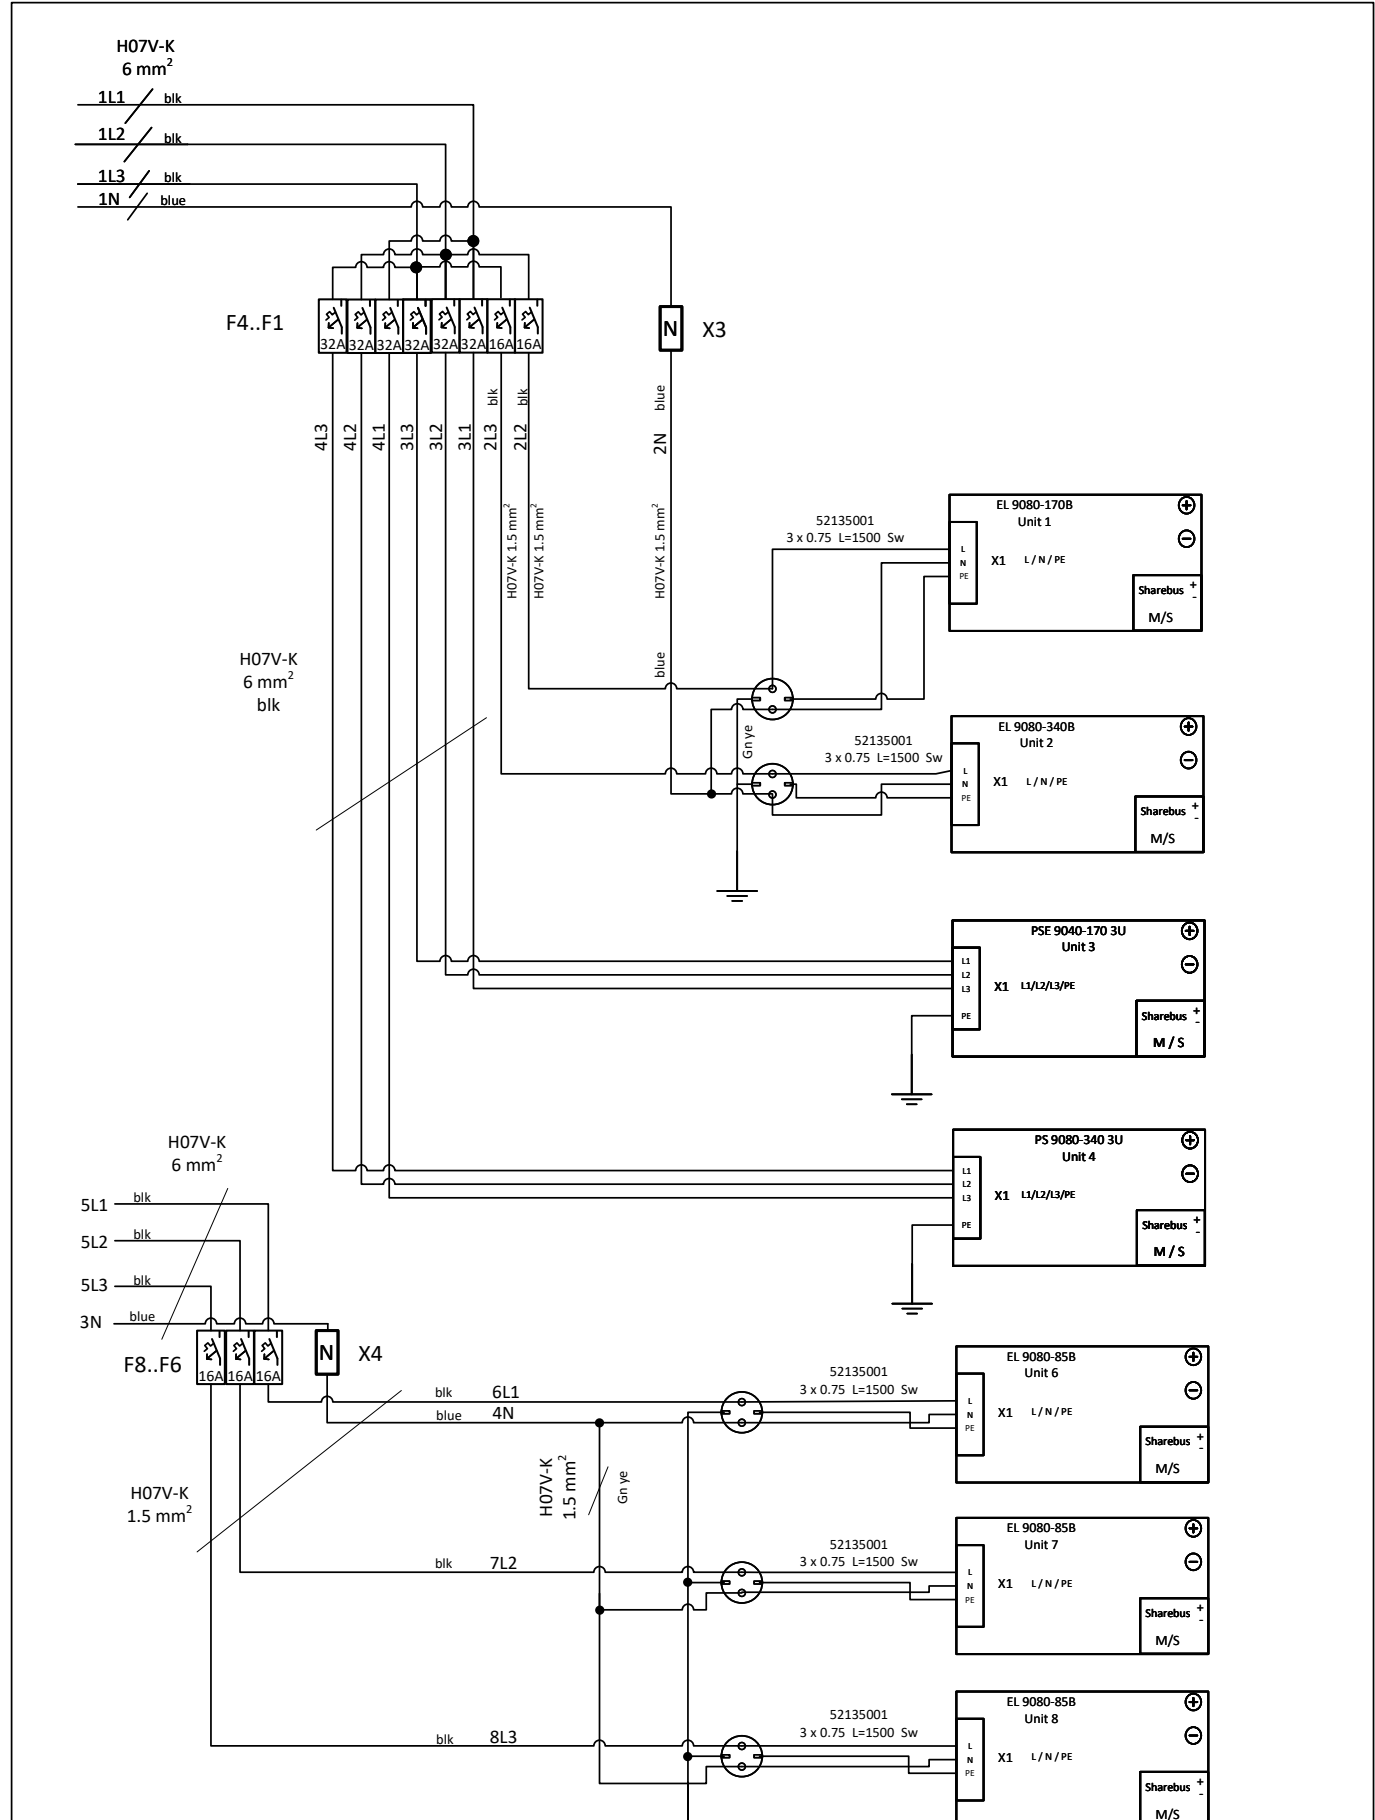 H07V-K
6 mm²
1L1 blk
1L2 blk
1L3 blk
1N blue
F4..F1
32A 32A 32A 32A 32A 32A 16A 16A
N X3
4L3
4L2
4L1
3L3
3L2
3L1
2L3 blk
2L2 blk
2N blue
H07V-K 1.5 mm²
H07V-K 1.5 mm²
H07V-K 1.5 mm²
blue
H07V-K
6 mm²
blk
52135001
3 x 0.75 L=1500 Sw
EL 9080-170B
Unit 1
L
N
PE
X1 L / N / PE
Sharebus + -
M/S
Gn ye
52135001
3 x 0.75 L=1500 Sw
EL 9080-340B
Unit 2
L
N
PE
X1 L / N / PE
Sharebus + -
M/S
PSE 9040-170 3U
Unit 3
L1
L2
L3
PE
X1 L1/L2/L3/PE
Sharebus + -
M / S
PS 9080-340 3U
Unit 4
L1
L2
L3
PE
X1 L1/L2/L3/PE
Sharebus + -
M / S
H07V-K
6 mm²
5L1 blk
5L2 blk
5L3 blk
3N blue
F8..F6
16A 16A 16A
N X4
blk 6L1
blue 4N
H07V-K
1.5 mm²
H07V-K
1.5 mm²
Gn ye
52135001
3 x 0.75 L=1500 Sw
EL 9080-85B
Unit 6
L
N
PE
X1 L / N / PE
Sharebus + -
M/S
blk 7L2
52135001
3 x 0.75 L=1500 Sw
EL 9080-85B
Unit 7
L
N
PE
X1 L / N / PE
Sharebus + -
M/S
blk 8L3
52135001
3 x 0.75 L=1500 Sw
EL 9080-85B
Unit 8
L
N
PE
X1 L / N / PE
Sharebus + -
M/S